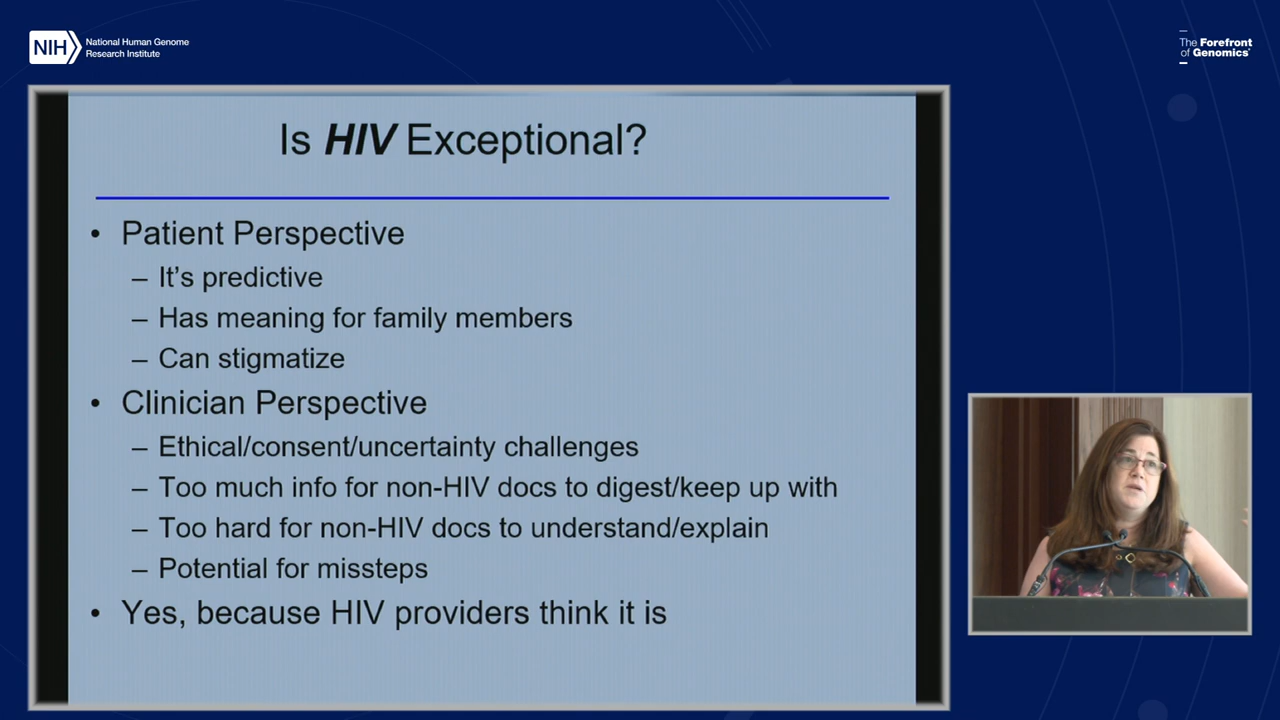 NIH
National Human Genome
Research Institute
The Forefront
of Genomics®
Is HIV Exceptional?
• Patient Perspective
– It's predictive
– Has meaning for family members
– Can stigmatize
• Clinician Perspective
– Ethical/consent/uncertainty challenges
– Too much info for non-HIV docs to digest/keep up with
– Too hard for non-HIV docs to understand/explain
– Potential for missteps
• Yes, because HIV providers think it is